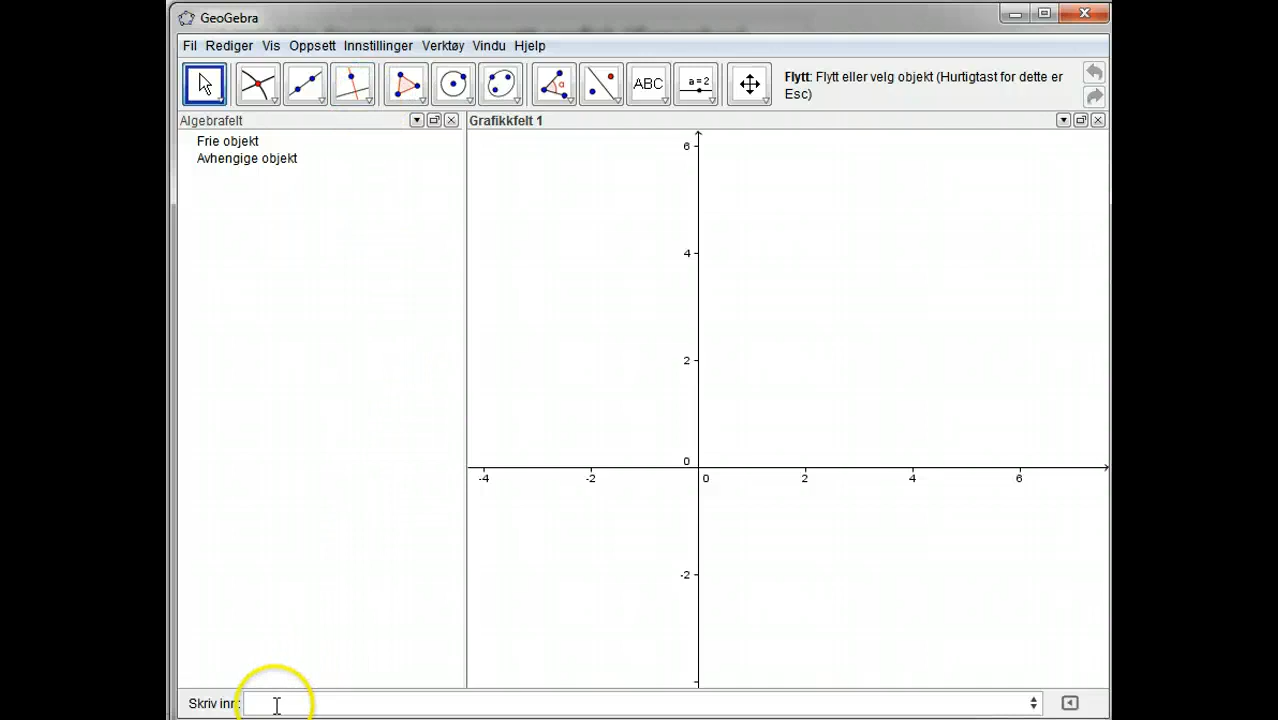 GeoGebra
Fil Rediger Vis Oppsett Innstillinger Verktøy Vindu Hjelp
ABC
a=2
Flytt: Flytt eller velg objekt (Hurtigtast for dette er
Esc)
Algebrafelt
Grafikkfelt 1
Frie objekt
Avhengige objekt
6
4
2
0
-4 -2 0 2 4 6
-2
Skriv inn: